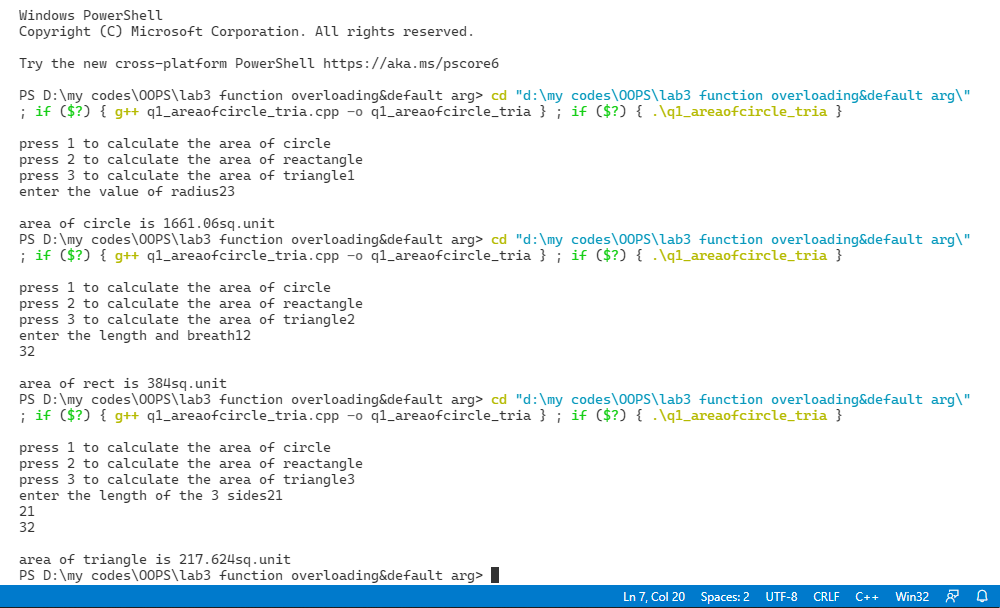 Windows PowerShell
Copyright (C) Microsoft Corporation. All rights reserved.
Try the new cross-platform PowerShell https://aka.ms/pscore6
PS D:\my codes\OOPS\lab3 function overloading&default arg> cd "d:\my codes\OOPS\lab3 function overloading&default arg\"
; if ($?) { g++ q1_areaofcircle_tria.cpp -o q1_areaofcircle_tria } ; if ($?) { .\q1_areaofcircle_tria }
press 1 to calculate the area of circle
press 2 to calculate the area of reactangle
press 3 to calculate the area of triangle1
enter the value of radius23
area of circle is 1661.06sq.unit
PS D:\my codes\OOPS\lab3 function overloading&default arg> cd "d:\my codes\OOPS\lab3 function overloading&default arg\"
; if ($?) { g++ q1_areaofcircle_tria.cpp -o q1_areaofcircle_tria } ; if ($?) { .\q1_areaofcircle_tria }
press 1 to calculate the area of circle
press 2 to calculate the area of reactangle
press 3 to calculate the area of triangle2
enter the length and breath12
32
area of rect is 384sq.unit
PS D:\my codes\OOPS\lab3 function overloading&default arg> cd "d:\my codes\OOPS\lab3 function overloading&default arg\"
; if ($?) { g++ q1_areaofcircle_tria.cpp -o q1_areaofcircle_tria } ; if ($?) { .\q1_areaofcircle_tria }
press 1 to calculate the area of circle
press 2 to calculate the area of reactangle
press 3 to calculate the area of triangle3
enter the length of the 3 sides21
21
32
area of triangle is 217.624sq.unit
PS D:\my codes\OOPS\lab3 function overloading&default arg>
Ln 7, Col 20 Spaces: 2 UTF-8 CRLF C++ Win32